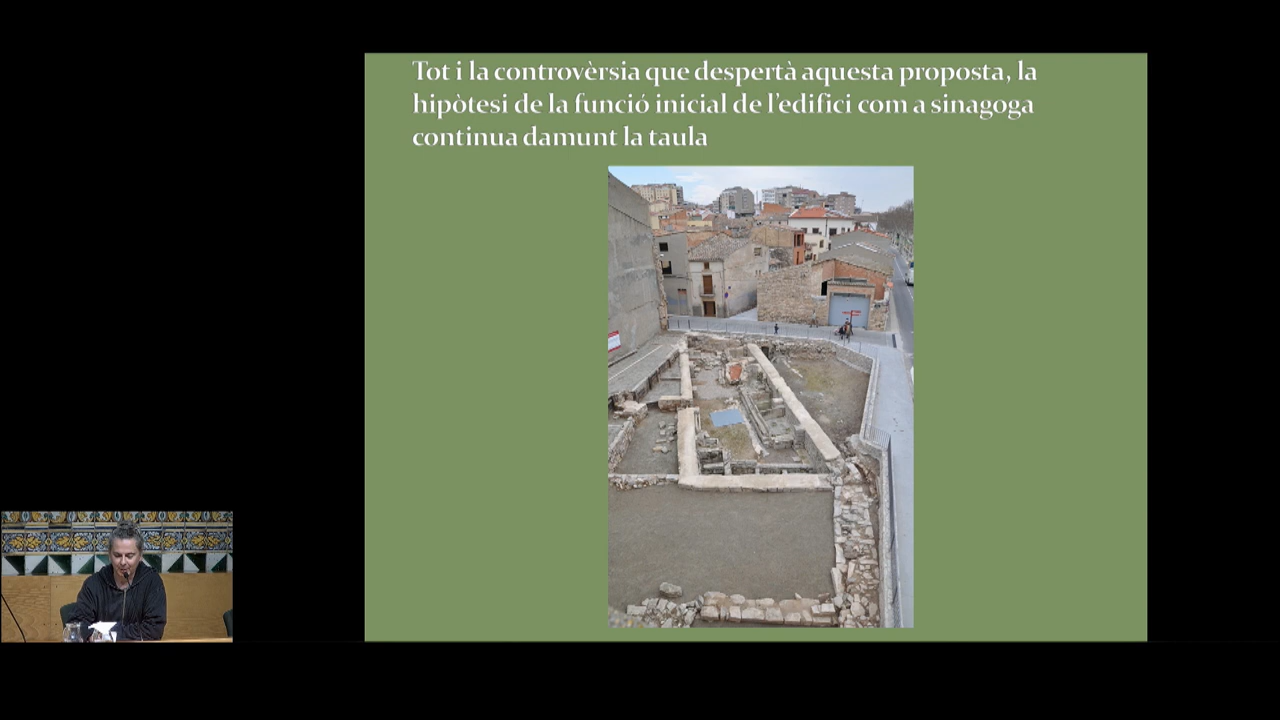 Tot i la controvèrsia que despertà aquesta proposta, la
hipòtesi de la funció inicial de l'edifici com a sinagoga
continua damunt la taula